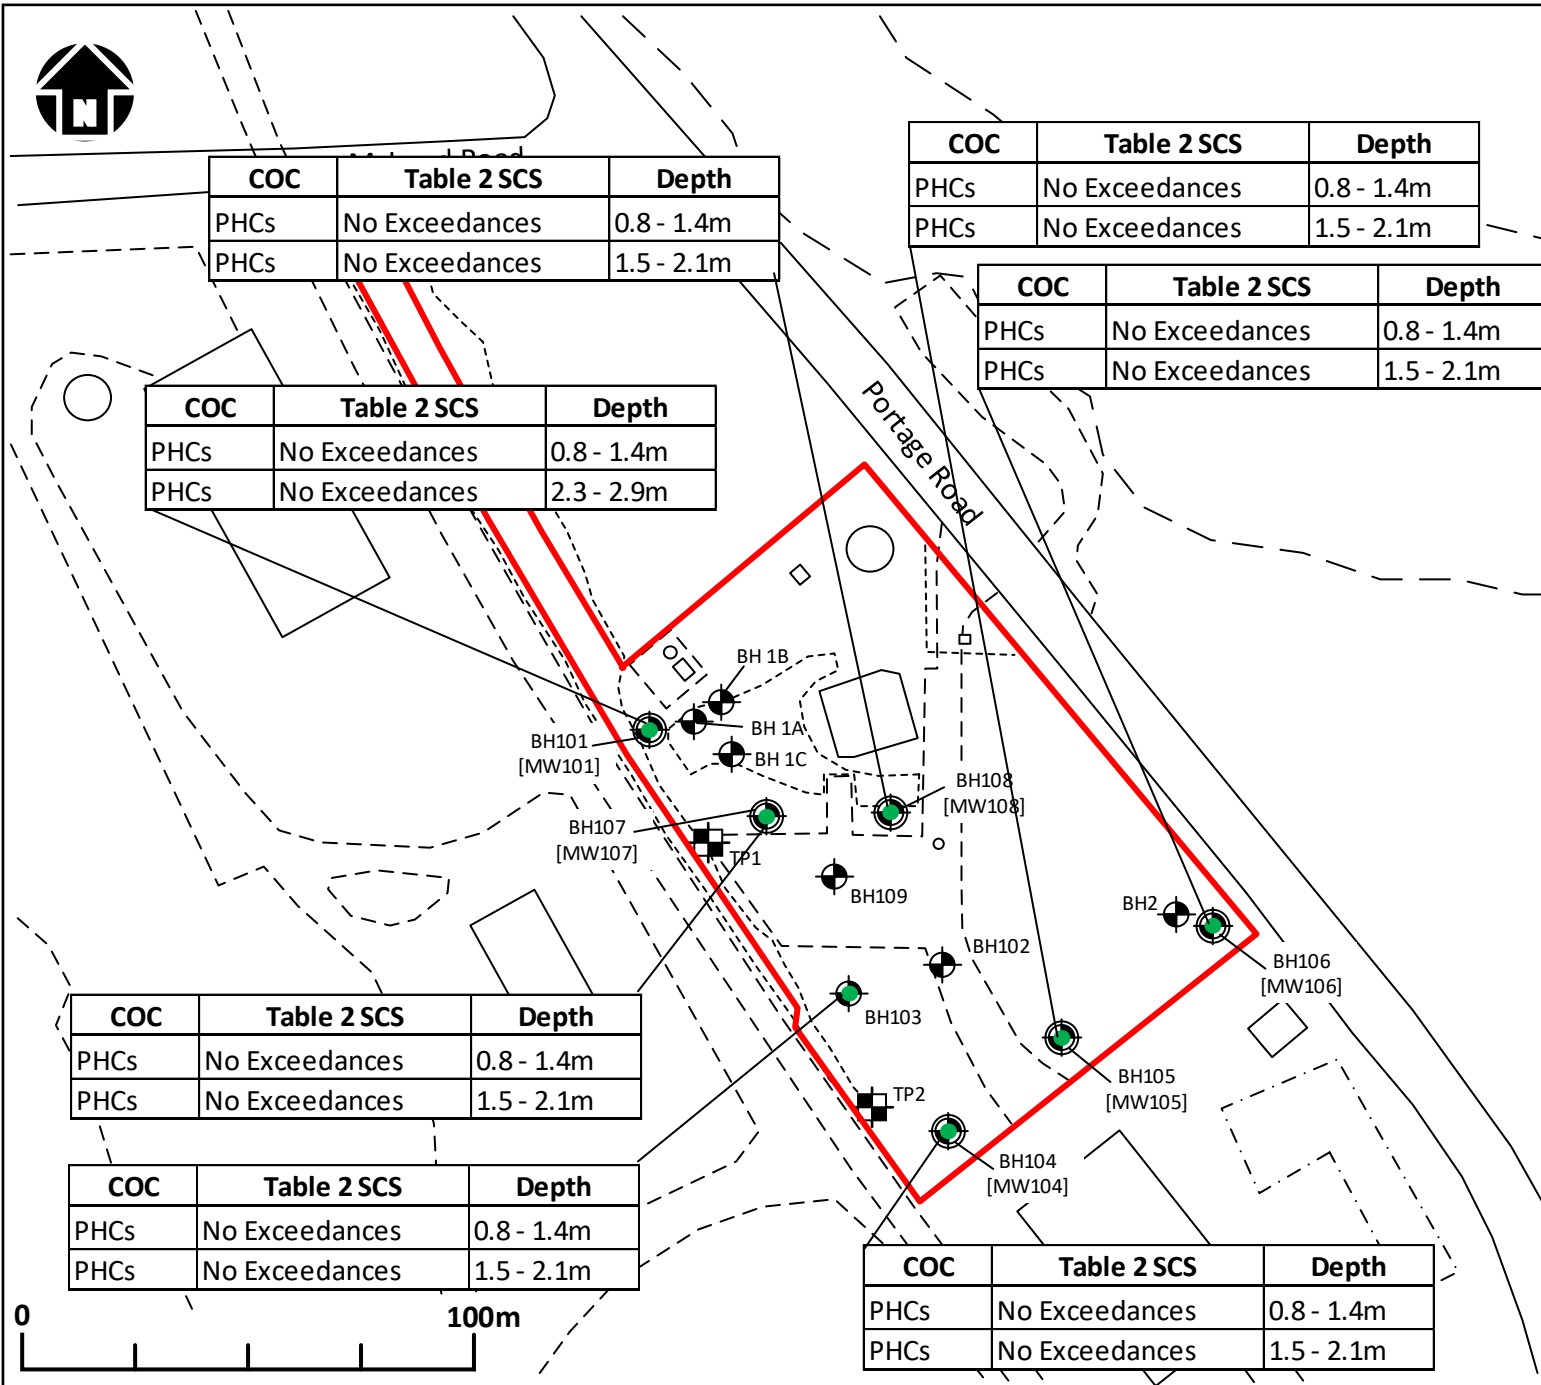 N
COC Table 2 SCS Depth
PHCs No Exceedances 0.8 - 1.4m
PHCs No Exceedances 1.5 - 2.1m
COC Table 2 SCS Depth
PHCs No Exceedances 0.8 - 1.4m
PHCs No Exceedances 1.5 - 2.1m
COC Table 2 SCS Depth
PHCs No Exceedances 0.8 - 1.4m
PHCs No Exceedances 1.5 - 2.1m
COC Table 2 SCS Depth
PHCs No Exceedances 0.8 - 1.4m
PHCs No Exceedances 2.3 - 2.9m
Portage Road
BH 1B
BH 1A
BH 1C
BH101
[MW101]
BH108
[MW108]
BH107
[MW107]
TP1
BH109
BH2
BH102
BH106
[MW106]
BH103
BH105
[MW105]
TP2
BH104
[MW104]
COC Table 2 SCS Depth
PHCs No Exceedances 0.8 - 1.4m
PHCs No Exceedances 1.5 - 2.1m
COC Table 2 SCS Depth
PHCs No Exceedances 0.8 - 1.4m
PHCs No Exceedances 1.5 - 2.1m
COC Table 2 SCS Depth
PHCs No Exceedances 0.8 - 1.4m
PHCs No Exceedances 1.5 - 2.1m
0 100m